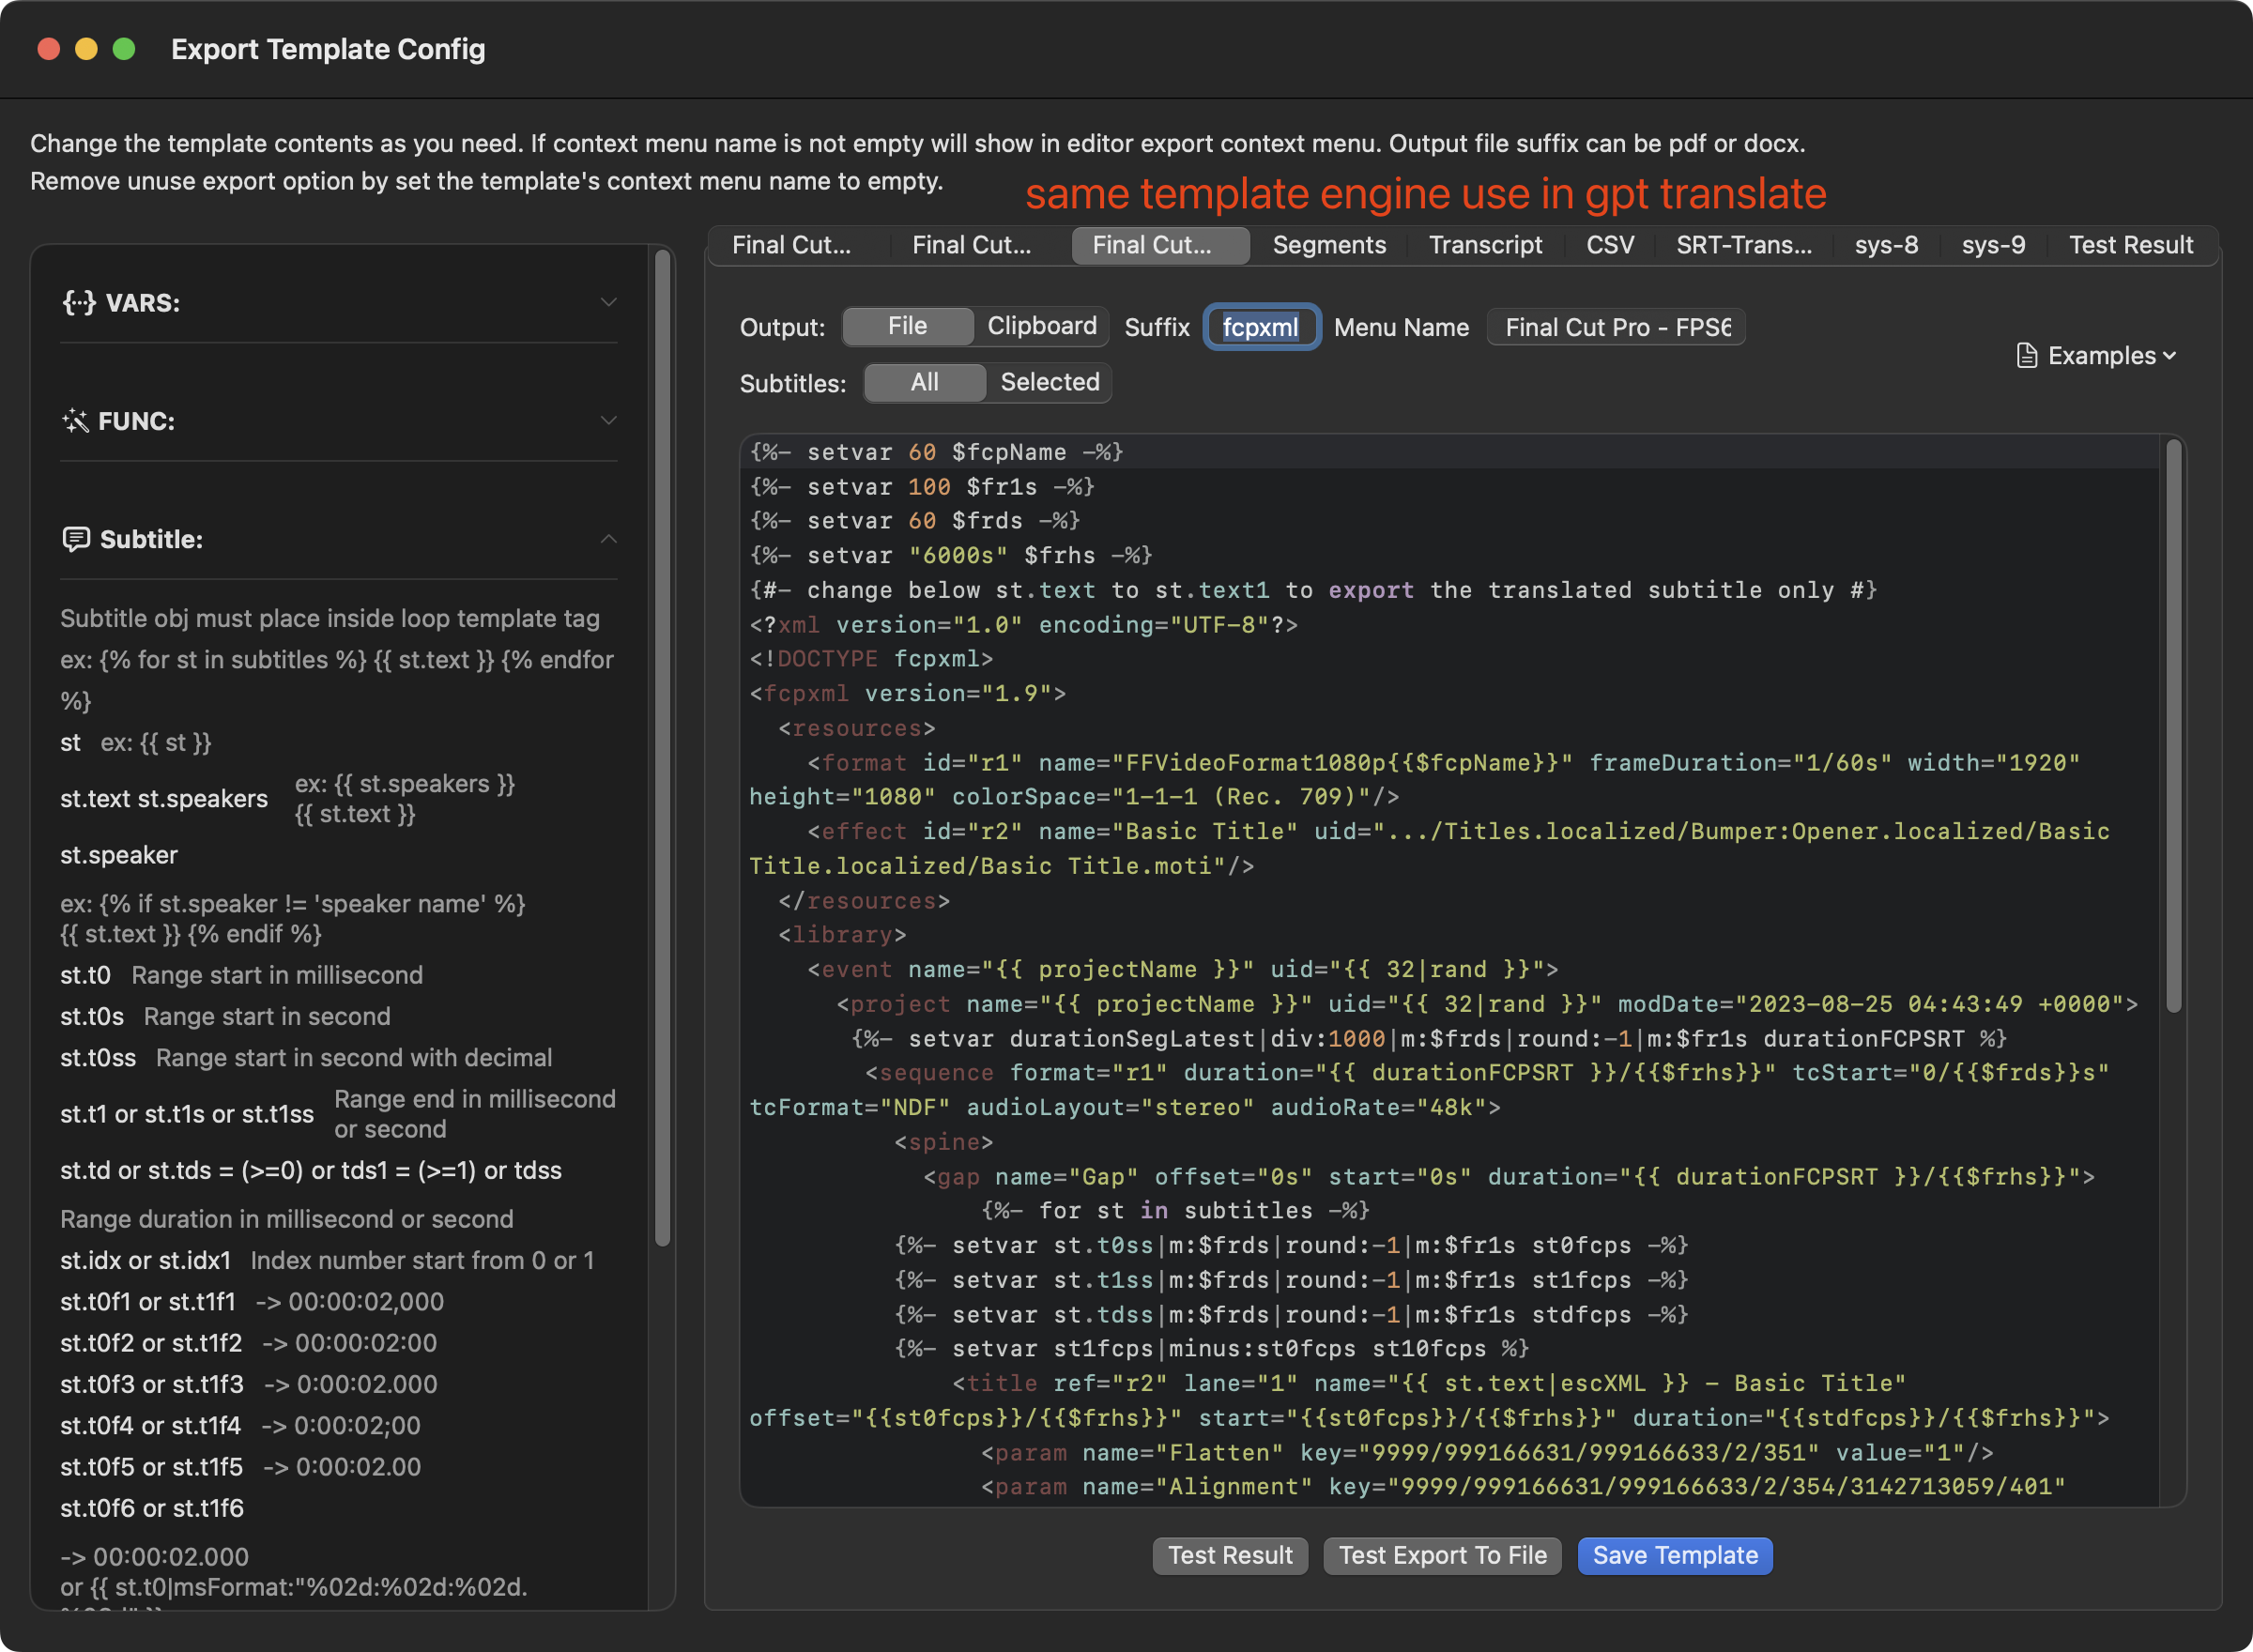 Export Template Config
Change the template contents as you need. If context menu name is not empty will show in editor export context menu. Output file suffix can be pdf or docx.
Remove unuse export option by set the template's context menu name to empty.
same template engine use in gpt translate
{···} VARS:
FUNC:
Subtitle:
Subtitle obj must place inside loop template tag
ex: {% for st in subtitles %} {{ st.text }} {% endfor
%}
st ex: {{ st }}
st.text st.speakers ex: {{ st.speakers }}
{{ st.text }}
st.speaker
ex: {% if st.speaker != 'speaker name' %}
{{ st.text }} {% endif %}
st.t0 Range start in millisecond
st.t0s Range start in second
st.t0ss Range start in second with decimal
st.t1 or st.t1s or st.t1ss Range end in millisecond
or second
st.td or st.tds = (>=0) or tds1 = (>=1) or tdss
Range duration in millisecond or second
st.idx or st.idx1 Index number start from 0 or 1
st.t0f1 or st.t1f1 -> 00:00:02,000
st.t0f2 or st.t1f2 -> 00:00:02:00
st.t0f3 or st.t1f3 -> 0:00:02.000
st.t0f4 or st.t1f4 -> 0:00:02;00
st.t0f5 or st.t1f5 -> 0:00:02.00
st.t0f6 or st.t1f6
-> 00:00:02.000
or {{ st.t0|msFormat:"%02d:%02d:%02d.
Final Cut... Final Cut... Final Cut... Segments Transcript CSV SRT-Trans... sys-8 sys-9 Test Result
Output: File Clipboard Suffix fcpxml Menu Name Final Cut Pro - FPS6
Examples
Subtitles: All Selected
{%- setvar 60 $fcpName -%}
{%- setvar 100 $fr1s -%}
{%- setvar 60 $frds -%}
{%- setvar "6000s" $frhs -%}
{#- change below st.text to st.text1 to export the translated subtitle only #}
<?xml version="1.0" encoding="UTF-8"?>
<!DOCTYPE fcpxml>
<fcpxml version="1.9">
<resources>
<format id="r1" name="FFVideoFormat1080p{{$fcpName}}" frameDuration="1/60s" width="1920"
height="1080" colorSpace="1-1-1 (Rec. 709)"/>
<effect id="r2" name="Basic Title" uid=".../Titles.localized/Bumper:Opener.localized/Basic
Title.localized/Basic Title.moti"/>
</resources>
<library>
<event name="{{ projectName }}" uid="{{ 32|rand }}">
<project name="{{ projectName }}" uid="{{ 32|rand }}" modDate="2023-08-25 04:43:49 +0000">
{%- setvar durationSegLatest|div:1000|m:$frds|round:-1|m:$fr1s durationFCPSRT %}
<sequence format="r1" duration="{{ durationFCPSRT }}/{{$frhs}}" tcStart="0/{{$frds}}s"
tcFormat="NDF" audioLayout="stereo" audioRate="48k">
<spine>
<gap name="Gap" offset="0s" start="0s" duration="{{ durationFCPSRT }}/{{$frhs}}">
{%- for st in subtitles -%}
{%- setvar st.t0ss|m:$frds|round:-1|m:$fr1s st0fcps -%}
{%- setvar st.t1ss|m:$frds|round:-1|m:$fr1s st1fcps -%}
{%- setvar st.tdss|m:$frds|round:-1|m:$fr1s stdfcps -%}
{%- setvar st1fcps|minus:st0fcps st10fcps %}
<title ref="r2" lane="1" name="{{ st.text|escXML }} - Basic Title"
offset="{{st0fcps}}/{{$frhs}}" start="{{st0fcps}}/{{$frhs}}" duration="{{stdfcps}}/{{$frhs}}">
<param name="Flatten" key="9999/999166631/999166633/2/351" value="1"/>
<param name="Alignment" key="9999/999166631/999166633/2/354/3142713059/401"
Test Result Test Export To File Save Template